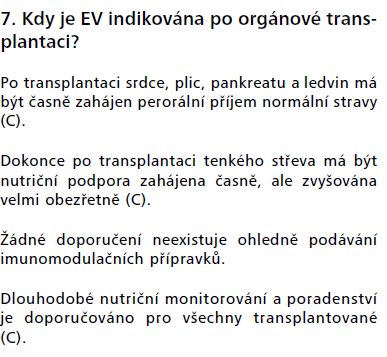 7. Kdy je EV indikována po orgánové trans-
plantaci?
Po transplantaci srdce, plic, pankreatu a ledvin má
být časně zahájen perorální příjem normální stravy
(C).
Dokonce po transplantaci tenkého střeva má být
nutriční podpora zahájena časně, ale zvyšována
velmi obezřetně (C).
Žádné doporučení neexistuje ohledně podávání
imunomodulačních přípravků.
Dlouhodobé nutriční monitorování a poradenství
je doporučováno pro všechny transplantované
(C).